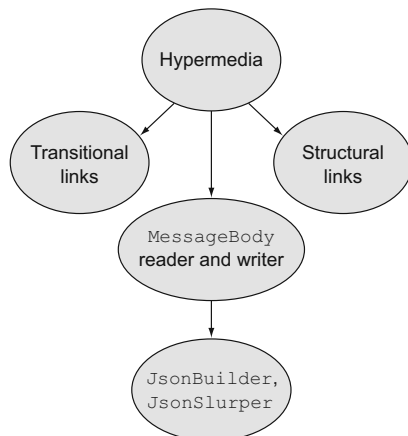 Hypermedia
Transitional
links
Structural
links
MessageBody
reader and writer
JsonBuilder,
JsonSlurper